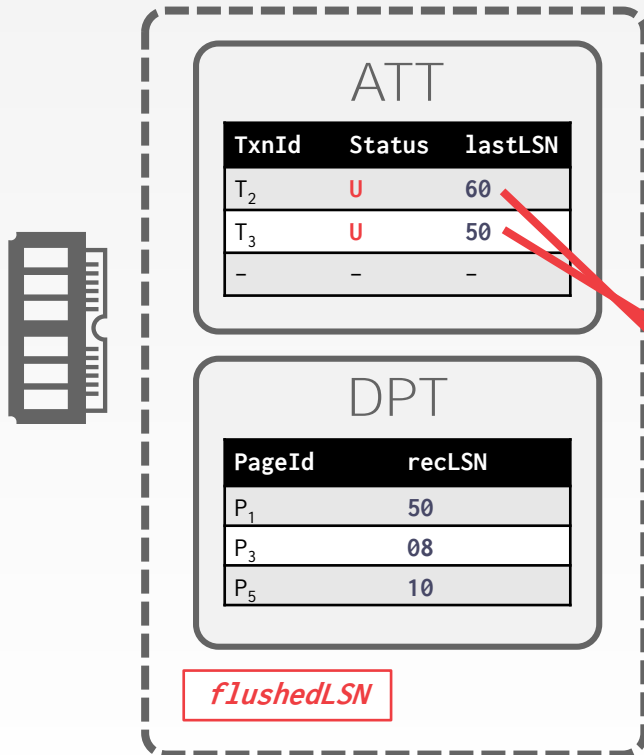 ATT
TxnId Status lastLSN
T₂ U 60
T₃ U 50
– – –
DPT
PageId recLSN
P₁ 50
P₃ 08
P₅ 10
flushedLSN